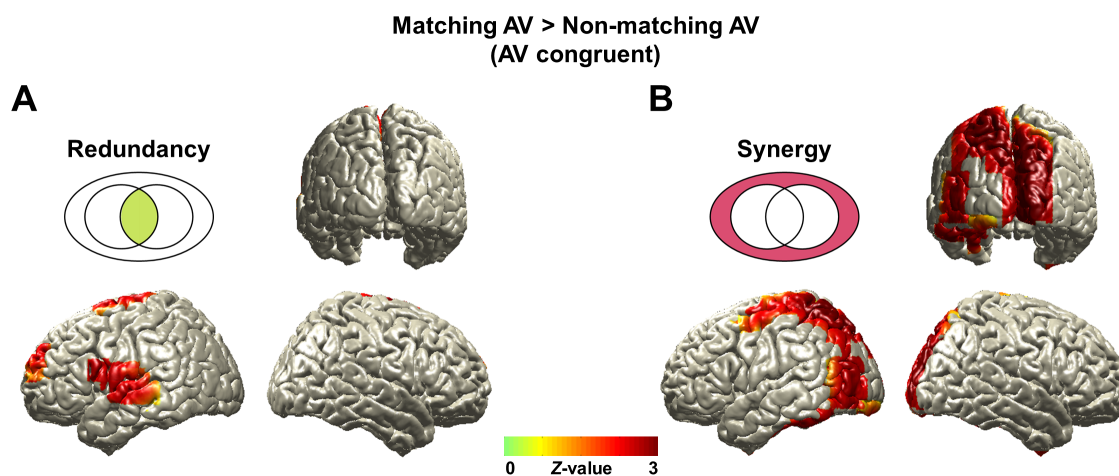 Matching AV > Non-matching AV
(AV congruent)
A
B
Redundancy
Synergy
0 Z-value 3